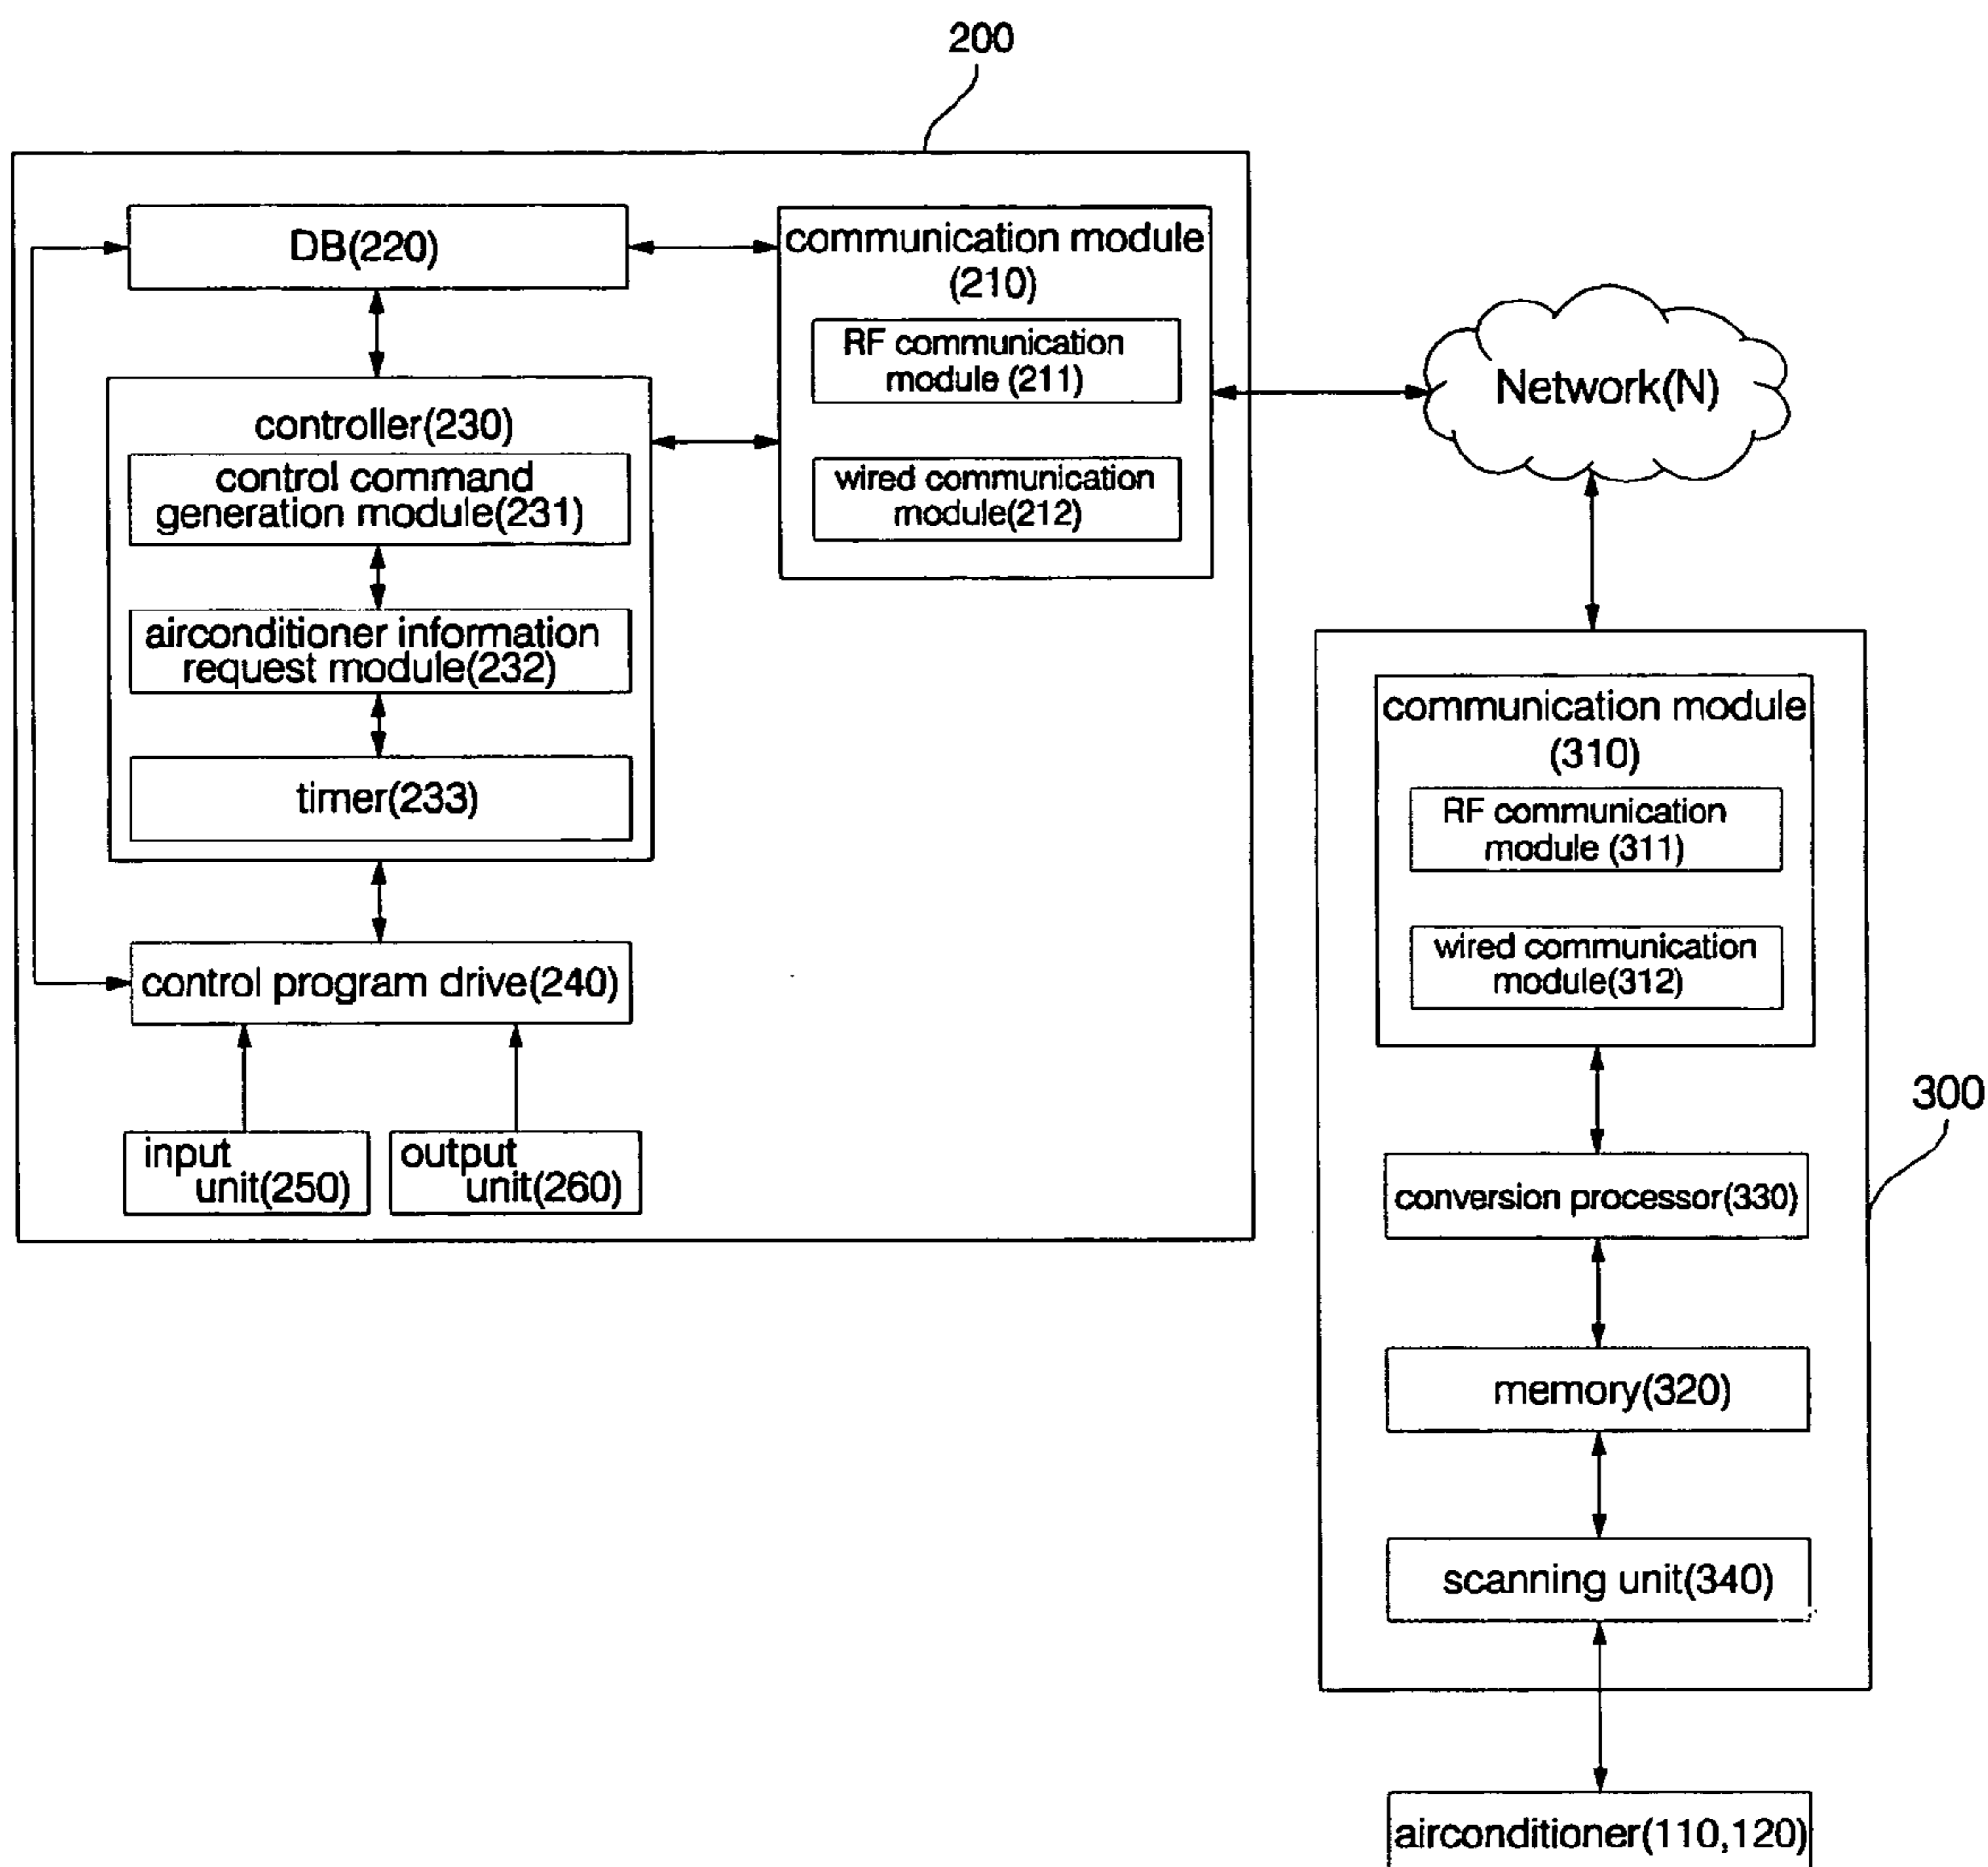 200
DB(220)
communication module
(210)
RF communication
module (211)
wired communication
module(212)
controller(230)
control command
generation module(231)
airconditioner information
request module(232)
timer(233)
control program drive(240)
input
unit(250)
output
unit(260)
Network(N)
communication module
(310)
RF communication
module (311)
wired communication
module(312)
300
conversion processor(330)
memory(320)
scanning unit(340)
airconditioner(110,120)